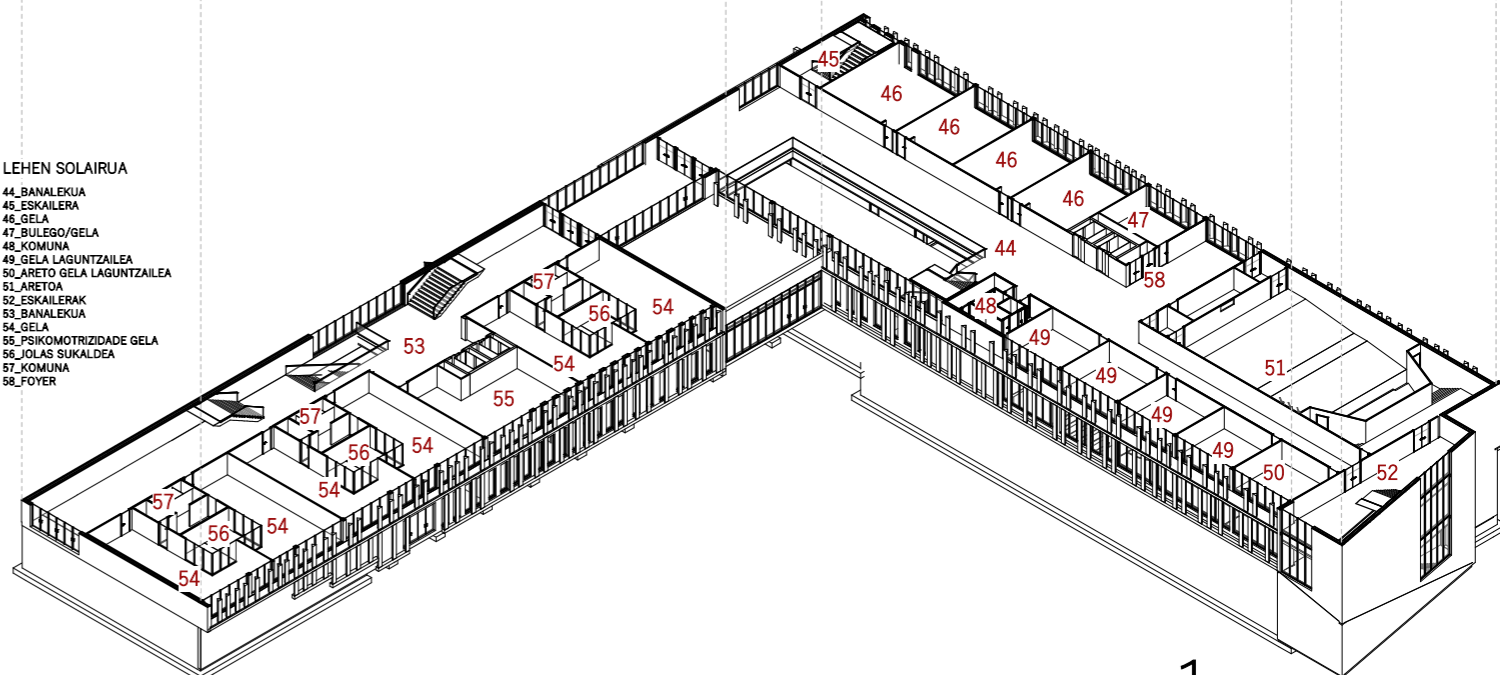 LEHEN SOLAIRUA
44_BANALEKUA
45_ESKAILERA
46_GELA
47_BULEGO/GELA
48_KOMUNA
49_GELA LAGUNTZAILEA
50_ARETO GELA LAGUNTZAILEA
51_ARETOA
52_ESKAILERAK
53_BANALEKUA
54_GELA
55_PSIKOMOTRIZIDADE GELA
56_JOLAS SUKALDEA
57_KOMUNA
58_FOYER
45
46
46
46
46
47
44
58
57
56
54
48
49
53
54
51
49
55
57
54
49
56
49
54
50
52
57
54
56
54
1